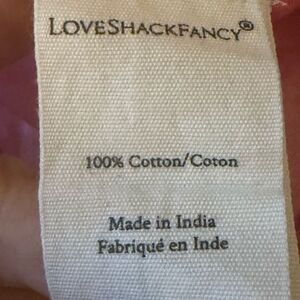 LOVESHACKFANCY®
100% Cotton/Coton
Made in India
Fabriqué en Inde